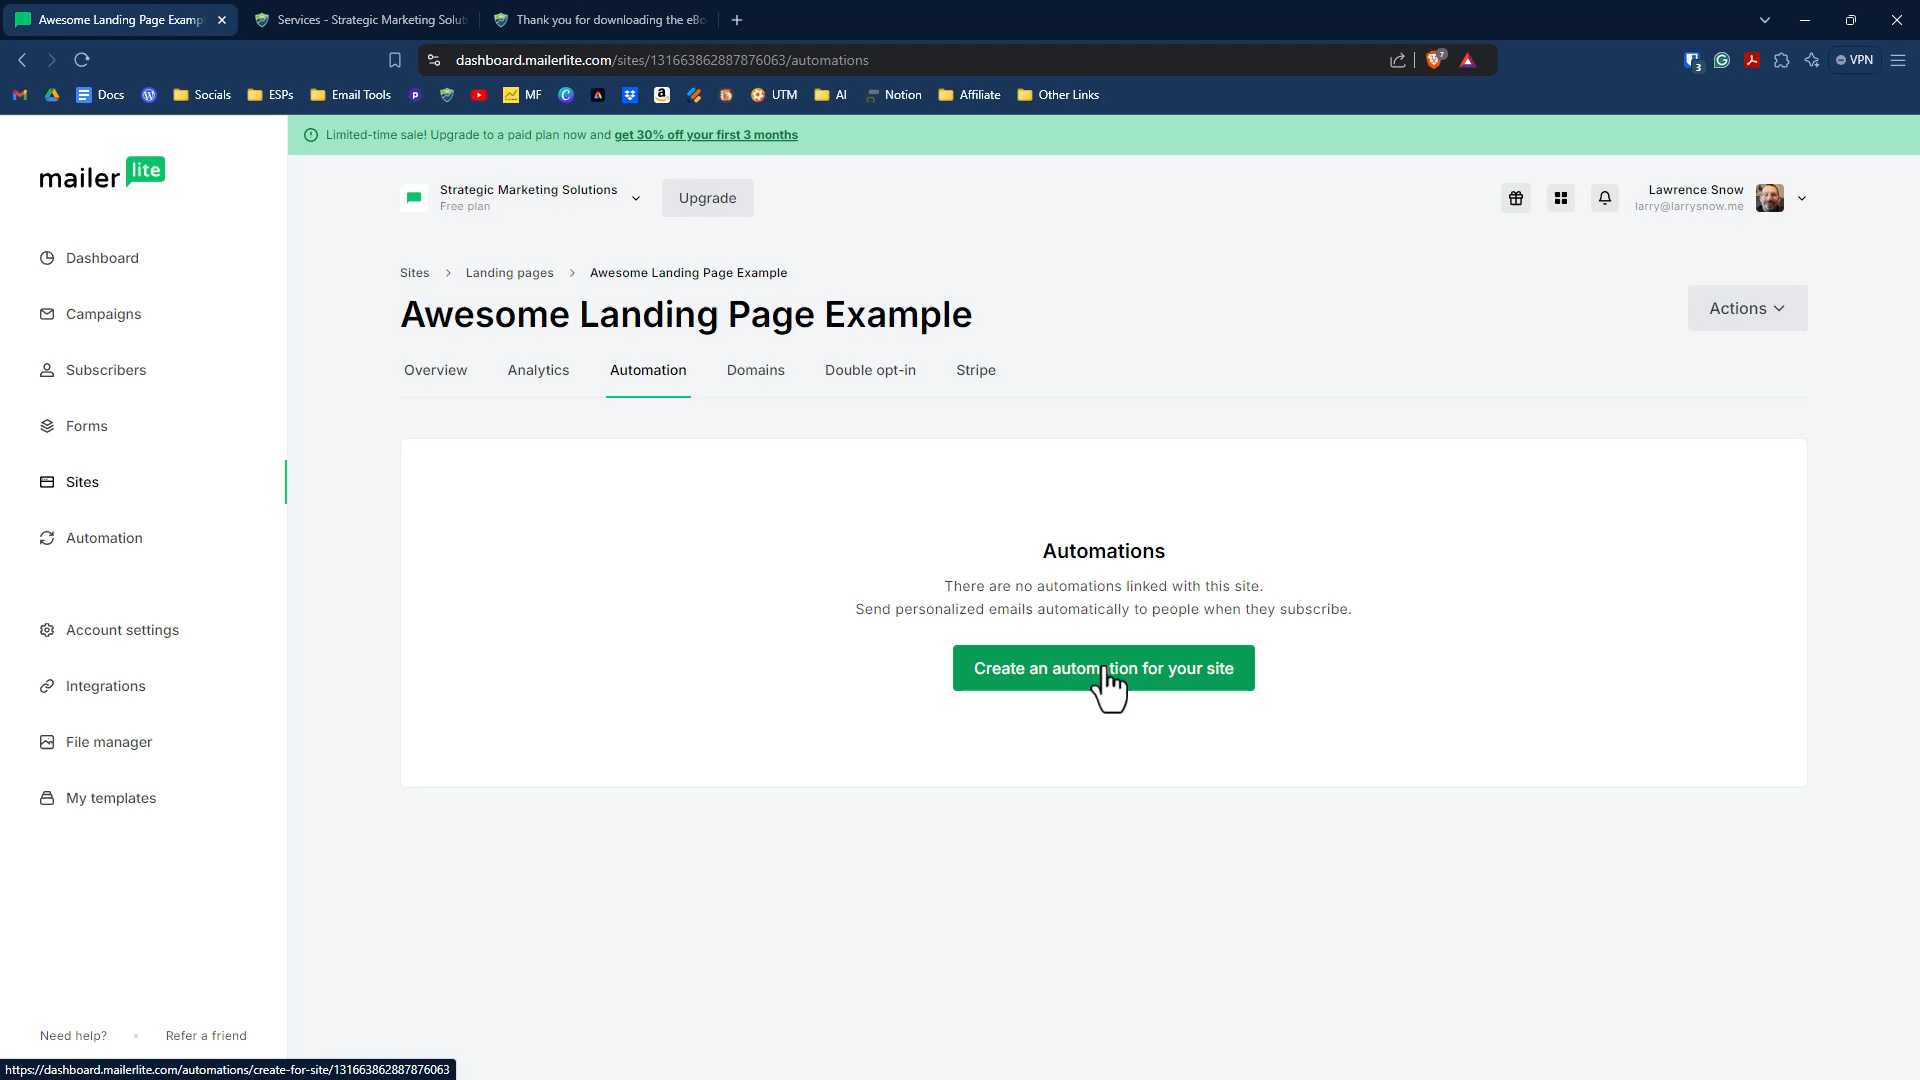 Awesome Landing Page Examp
Services - Strategic Marketing Soluti
Thank you for downloading the eBo
dashboard.mailerlite.com/sites/131663862887876063/automations
7
3
VPN
Docs
Socials
ESPs
Email Tools
MF
UTM
AI
Notion
Affiliate
Other Links
Limited-time sale! Upgrade to a paid plan now and get 30% off your first 3 months
mailer lite
Strategic Marketing Solutions
Free plan
Upgrade
Lawrence Snow
larry@larrysnow.me
Dashboard
Campaigns
Subscribers
Forms
Sites
Automation
Account settings
Integrations
File manager
My templates
Need help?
Refer a friend
Sites > Landing pages > Awesome Landing Page Example
Awesome Landing Page Example
Actions
Overview
Analytics
Automation
Domains
Double opt-in
Stripe
Automations
There are no automations linked with this site.
Send personalized emails automatically to people when they subscribe.
Create an automation for your site
https://dashboard.mailerlite.com/automations/create-for-site/131663862887876063